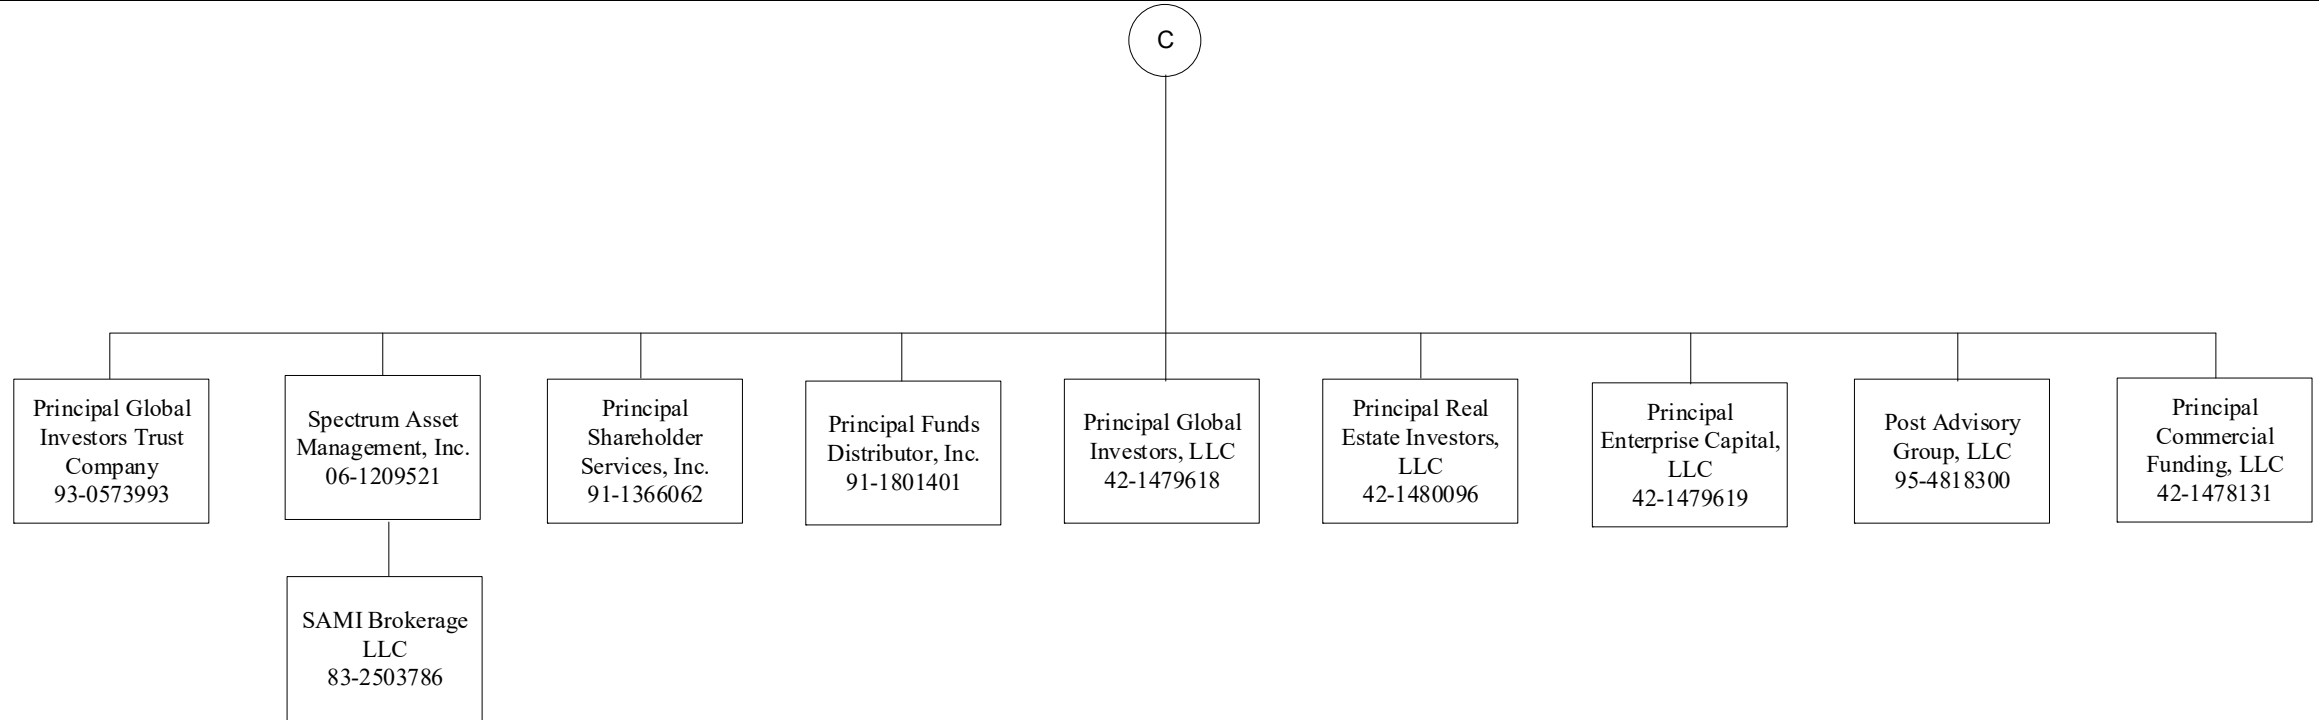 C
Principal Global
Investors Trust
Company
93-0573993
Spectrum Asset
Management, Inc.
06-1209521
Principal
Shareholder
Services, Inc.
91-1366062
Principal Funds
Distributor, Inc.
91-1801401
Principal Global
Investors, LLC
42-1479618
Principal Real
Estate Investors,
LLC
42-1480096
Principal
Enterprise Capital,
LLC
42-1479619
Post Advisory
Group, LLC
95-4818300
Principal
Commercial
Funding, LLC
42-1478131
SAMI Brokerage
LLC
83-2503786